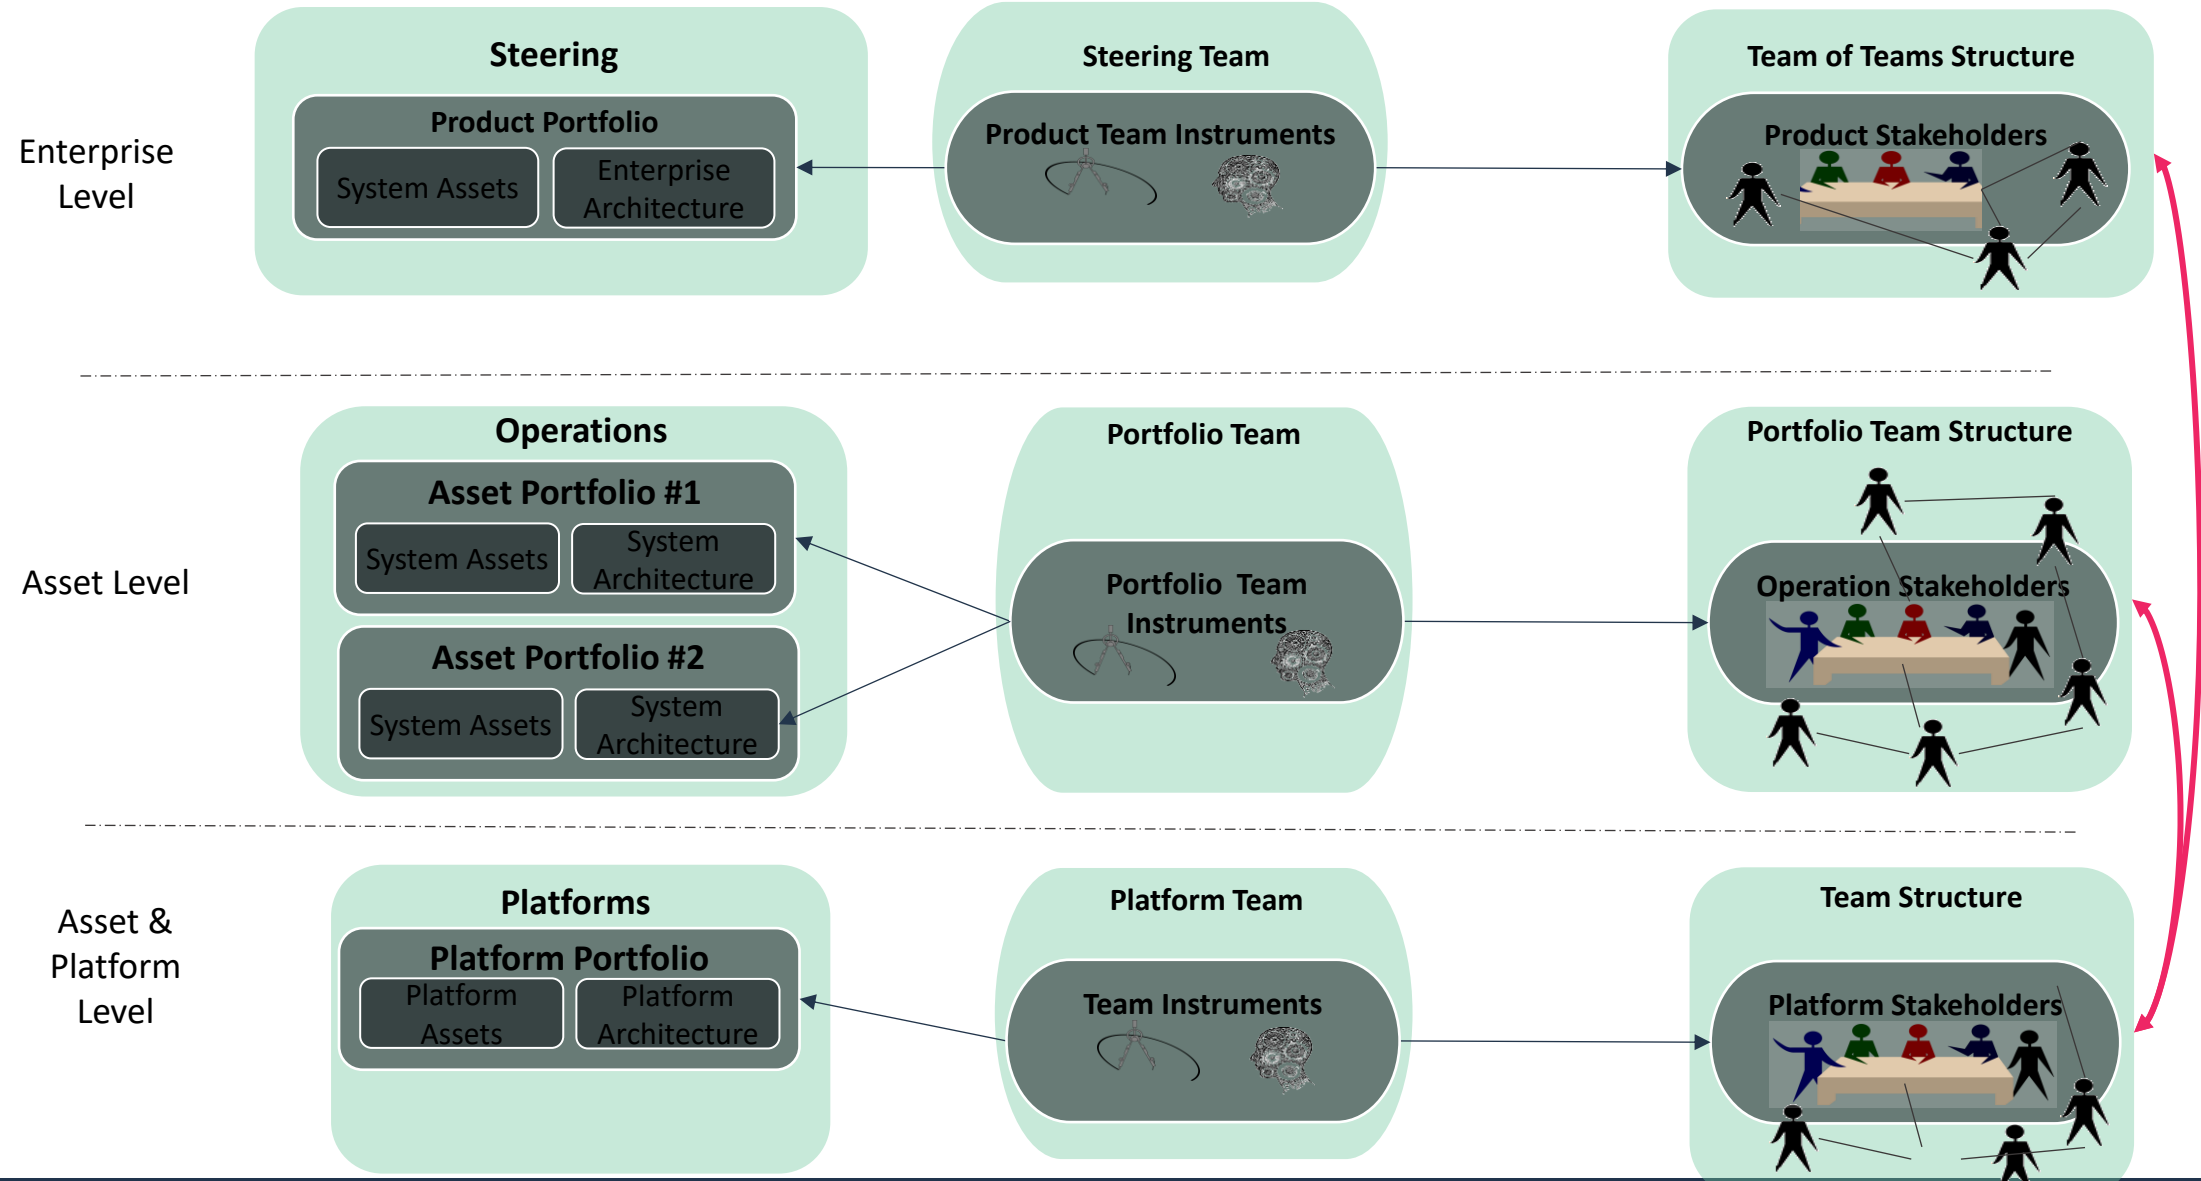 Steering
Steering Team
Team of Teams Structure
Product Portfolio
Product Team Instruments
Product Stakeholders
Enterprise
Level
System Assets
Enterprise
Architecture
Operations
Portfolio Team
Portfolio Team Structure
Asset Portfolio #1
System Assets
System
Architecture
Asset Level
Portfolio  Team
Instruments
Operation Stakeholders
Asset Portfolio #2
System Assets
System
Architecture
Platforms
Platform Team
Team Structure
Asset &
Platform
Level
Platform Portfolio
Platform
Assets
Platform
Architecture
Team Instruments
Platform Stakeholders